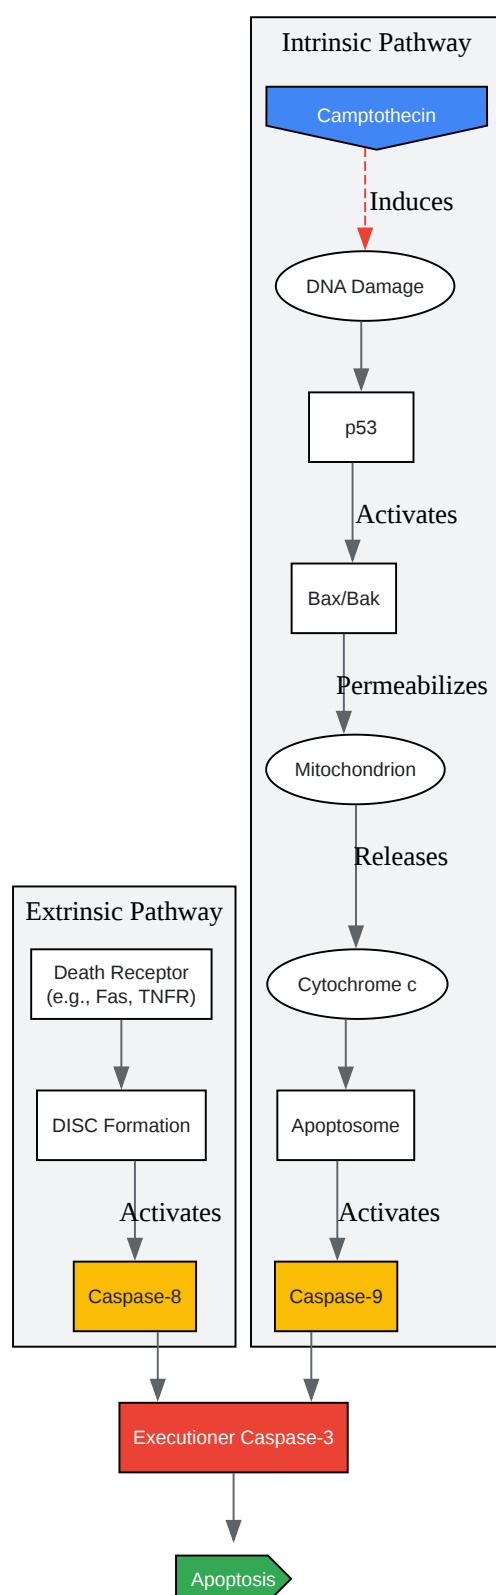 Intrinsic Pathway
Camptothecin
Induces
DNA Damage
p53
Activates
Bax/Bak
Permeabilizes
Mitochondrion
Releases
Cytochrome c
Apoptosome
Activates
Caspase-9
Extrinsic Pathway
Death Receptor
(e.g., Fas, TNFR)
DISC Formation
Activates
Caspase-8
Executioner Caspase-3
Apoptosis